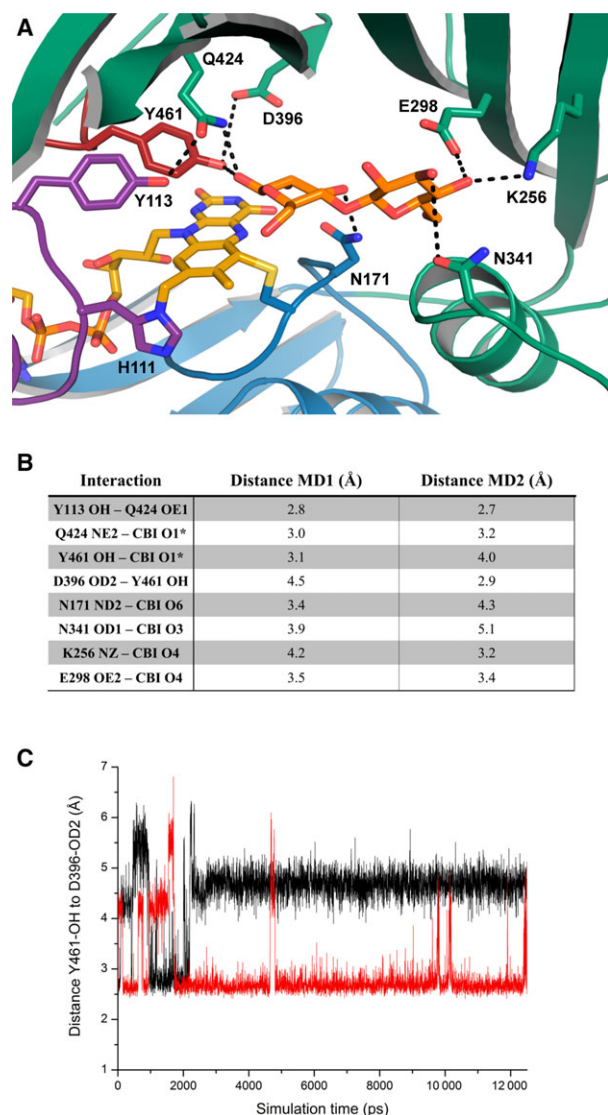 A
Q424
D396
Y461
E298
Y113
K256
N171
N341
H111
B
Interaction Distance MD1 (Å) Distance MD2 (Å)
Y113 OH – Q424 OE1 2.8 2.7
Q424 NE2 – CBI O1* 3.0 3.2
Y461 OH – CBI O1* 3.1 4.0
D396 OD2 – Y461 OH 4.5 2.9
N171 ND2 – CBI O6 3.4 4.3
N341 OD1 – CBI O3 3.9 5.1
K256 NZ – CBI O4 4.2 3.2
E298 OE2 – CBI O4 3.5 3.4
C
Distance Y461-OH to D396-OD2 (Å)
7
6
5
4
3
2
1
0 2000 4000 6000 8000 10 000 12 000
Simulation time (ps)